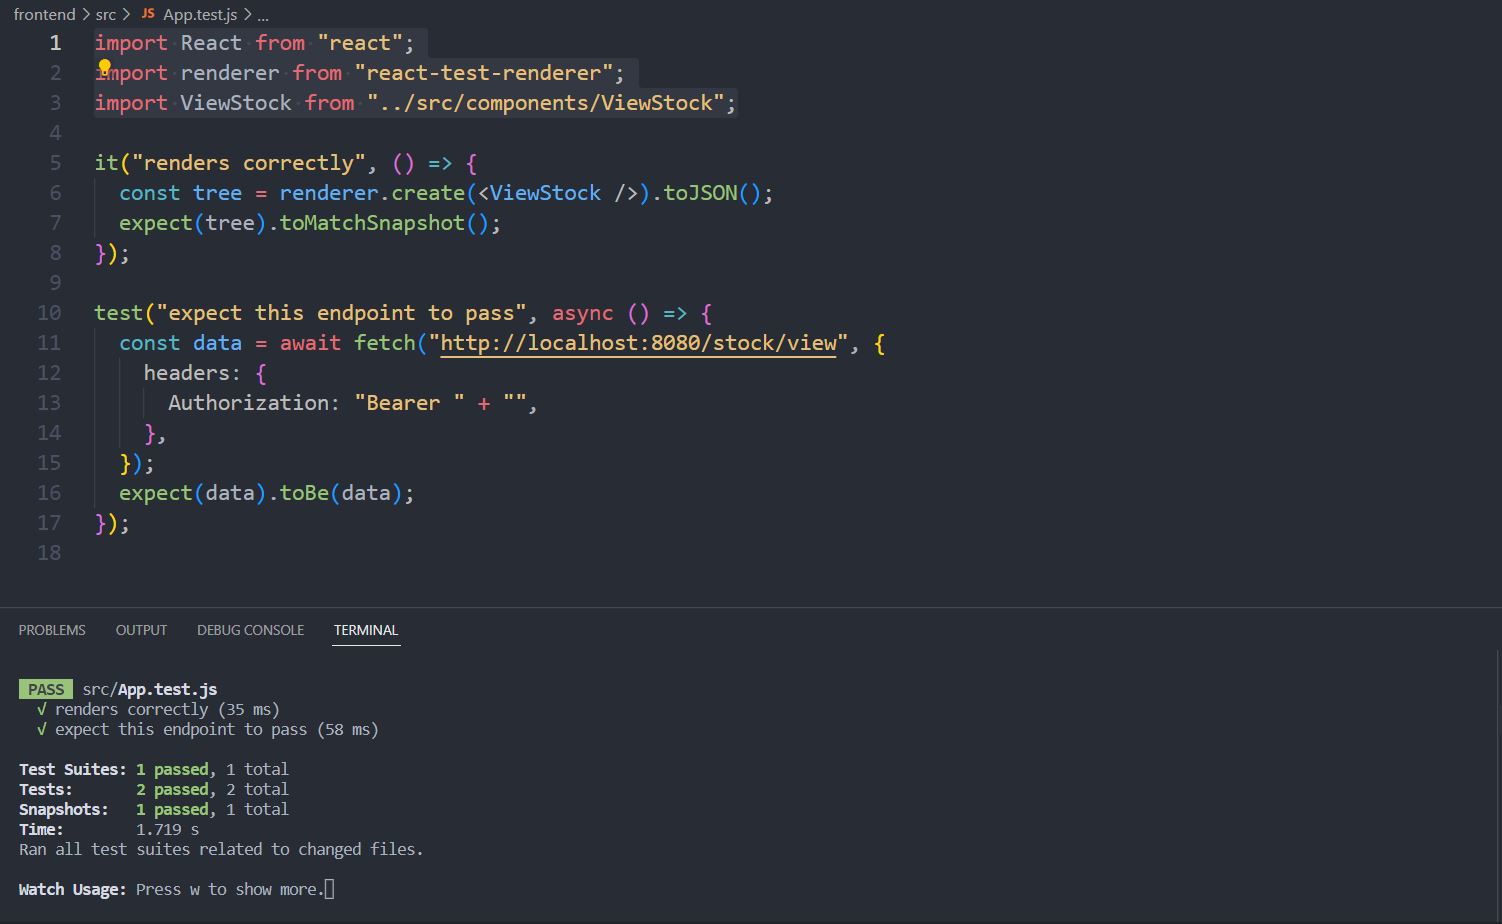 frontend > src > JS App.test.js > ...
1 import React from "react";
2 import renderer from "react-test-renderer";
3 import ViewStock from "../src/components/ViewStock";
4
5 it("renders correctly", () => {
6   const tree = renderer.create(<ViewStock />).toJSON();
7   expect(tree).toMatchSnapshot();
8 });
9
10 test("expect this endpoint to pass", async () => {
11   const data = await fetch("http://localhost:8080/stock/view", {
12     headers: {
13       Authorization: "Bearer " + "",
14     },
15   });
16   expect(data).toBe(data);
17 });
18
PROBLEMS OUTPUT DEBUG CONSOLE TERMINAL
PASS src/App.test.js
√ renders correctly (35 ms)
√ expect this endpoint to pass (58 ms)
Test Suites: 1 passed, 1 total
Tests: 2 passed, 2 total
Snapshots: 1 passed, 1 total
Time: 1.719 s
Ran all test suites related to changed files.
Watch Usage: Press w to show more.